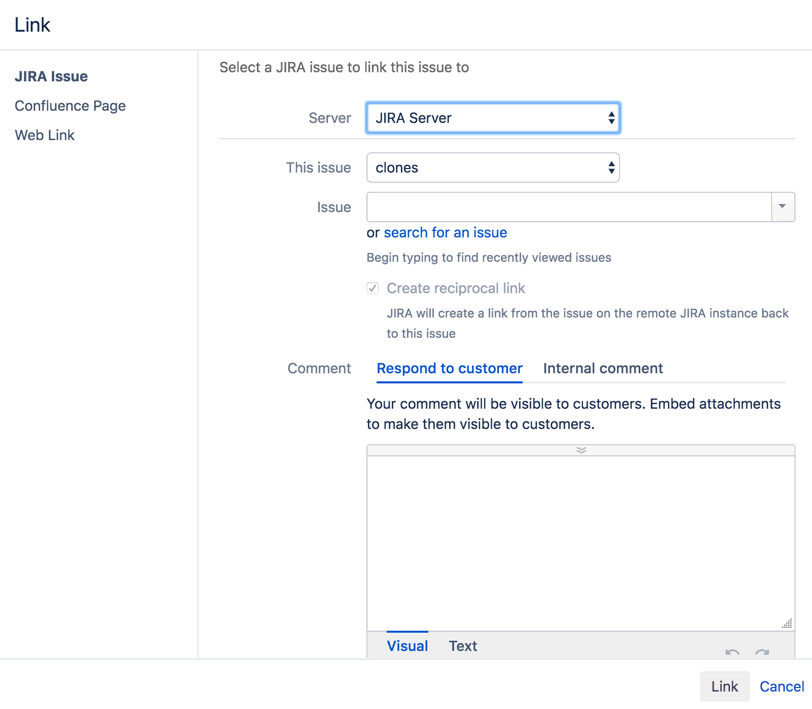 Link
JIRA Issue
Confluence Page
Web Link
Select a JIRA issue to link this issue to
Server JIRA Server
This issue clones
Issue
or search for an issue
Begin typing to find recently viewed issues
Create reciprocal link
JIRA will create a link from the issue on the remote JIRA instance back
to this issue
Comment Respond to customer Internal comment
Your comment will be visible to customers. Embed attachments
to make them visible to customers.
Visual Text
Link Cancel